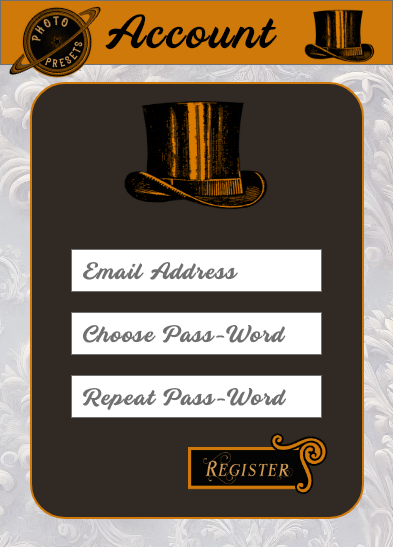 PHOTO
PRESETS
Account
Email Address
Choose Pass-Word
Repeat Pass-Word
REGISTER